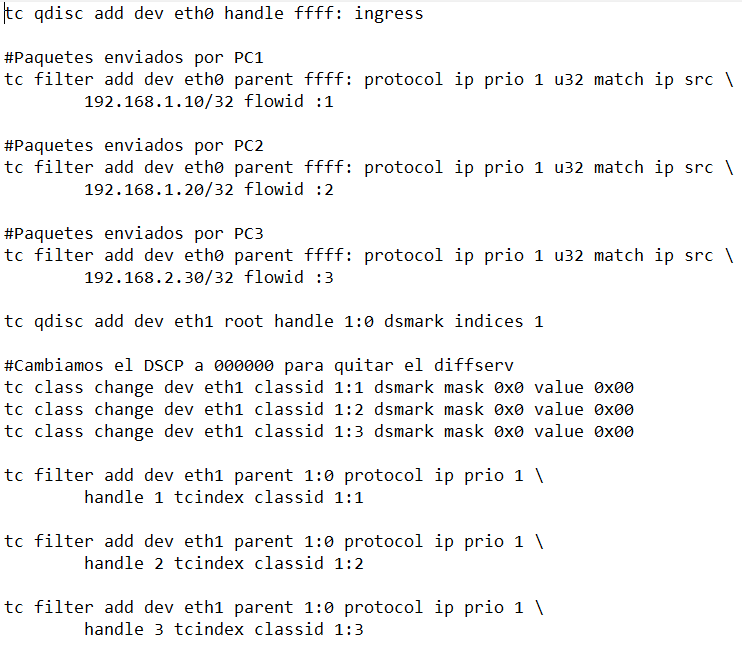 tc qdisc add dev eth0 handle ffff: ingress
#Paquetes enviados por PC1
tc filter add dev eth0 parent ffff: protocol ip prio 1 u32 match ip src \
192.168.1.10/32 flowid :1
#Paquetes enviados por PC2
tc filter add dev eth0 parent ffff: protocol ip prio 1 u32 match ip src \
192.168.1.20/32 flowid :2
#Paquetes enviados por PC3
tc filter add dev eth0 parent ffff: protocol ip prio 1 u32 match ip src \
192.168.2.30/32 flowid :3
tc qdisc add dev eth1 root handle 1:0 dsmark indices 1
#Cambiamos el DSCP a 000000 para quitar el diffserv
tc class change dev eth1 classid 1:1 dsmark mask 0x0 value 0x00
tc class change dev eth1 classid 1:2 dsmark mask 0x0 value 0x00
tc class change dev eth1 classid 1:3 dsmark mask 0x0 value 0x00
tc filter add dev eth1 parent 1:0 protocol ip prio 1 \
handle 1 tcindex classid 1:1
tc filter add dev eth1 parent 1:0 protocol ip prio 1 \
handle 2 tcindex classid 1:2
tc filter add dev eth1 parent 1:0 protocol ip prio 1 \
handle 3 tcindex classid 1:3